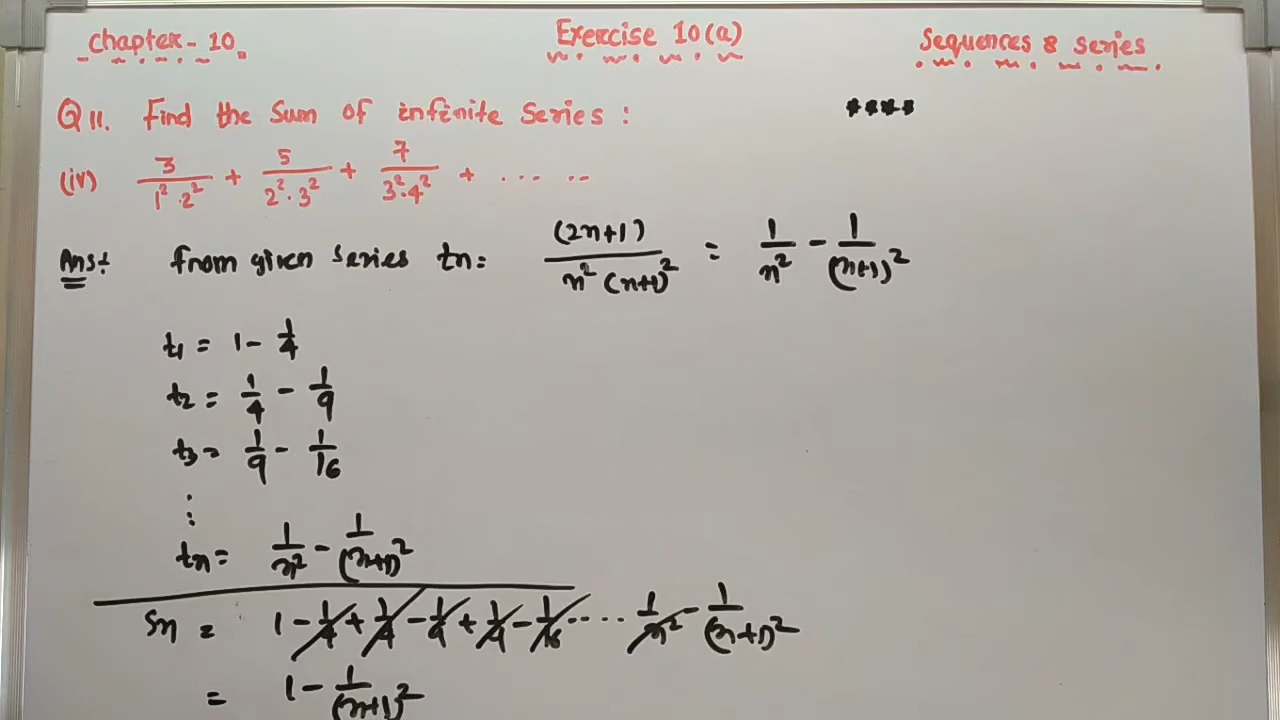 Chapter - 10. Exercise 10(a) Sequences & Series
Q 11. Find the Sum of infinite Series : ****
(iv) 3/(1²·2²) + 5/(2²·3²) + 7/(3²·4²) + ... ..
Ans: from given Series tn = (2n+1)/(n²(n+1)²) = 1/n² - 1/(n+1)²
t1 = 1 - 1/4
t2 = 1/4 - 1/9
t3 = 1/9 - 1/16
⋮
tn = 1/n² - 1/(n+1)²
Sn = 1 - 1/4 + 1/4 - 1/9 + 1/9 - 1/16 ---- 1/n² - 1/(n+1)²
= 1 - 1/(n+1)²